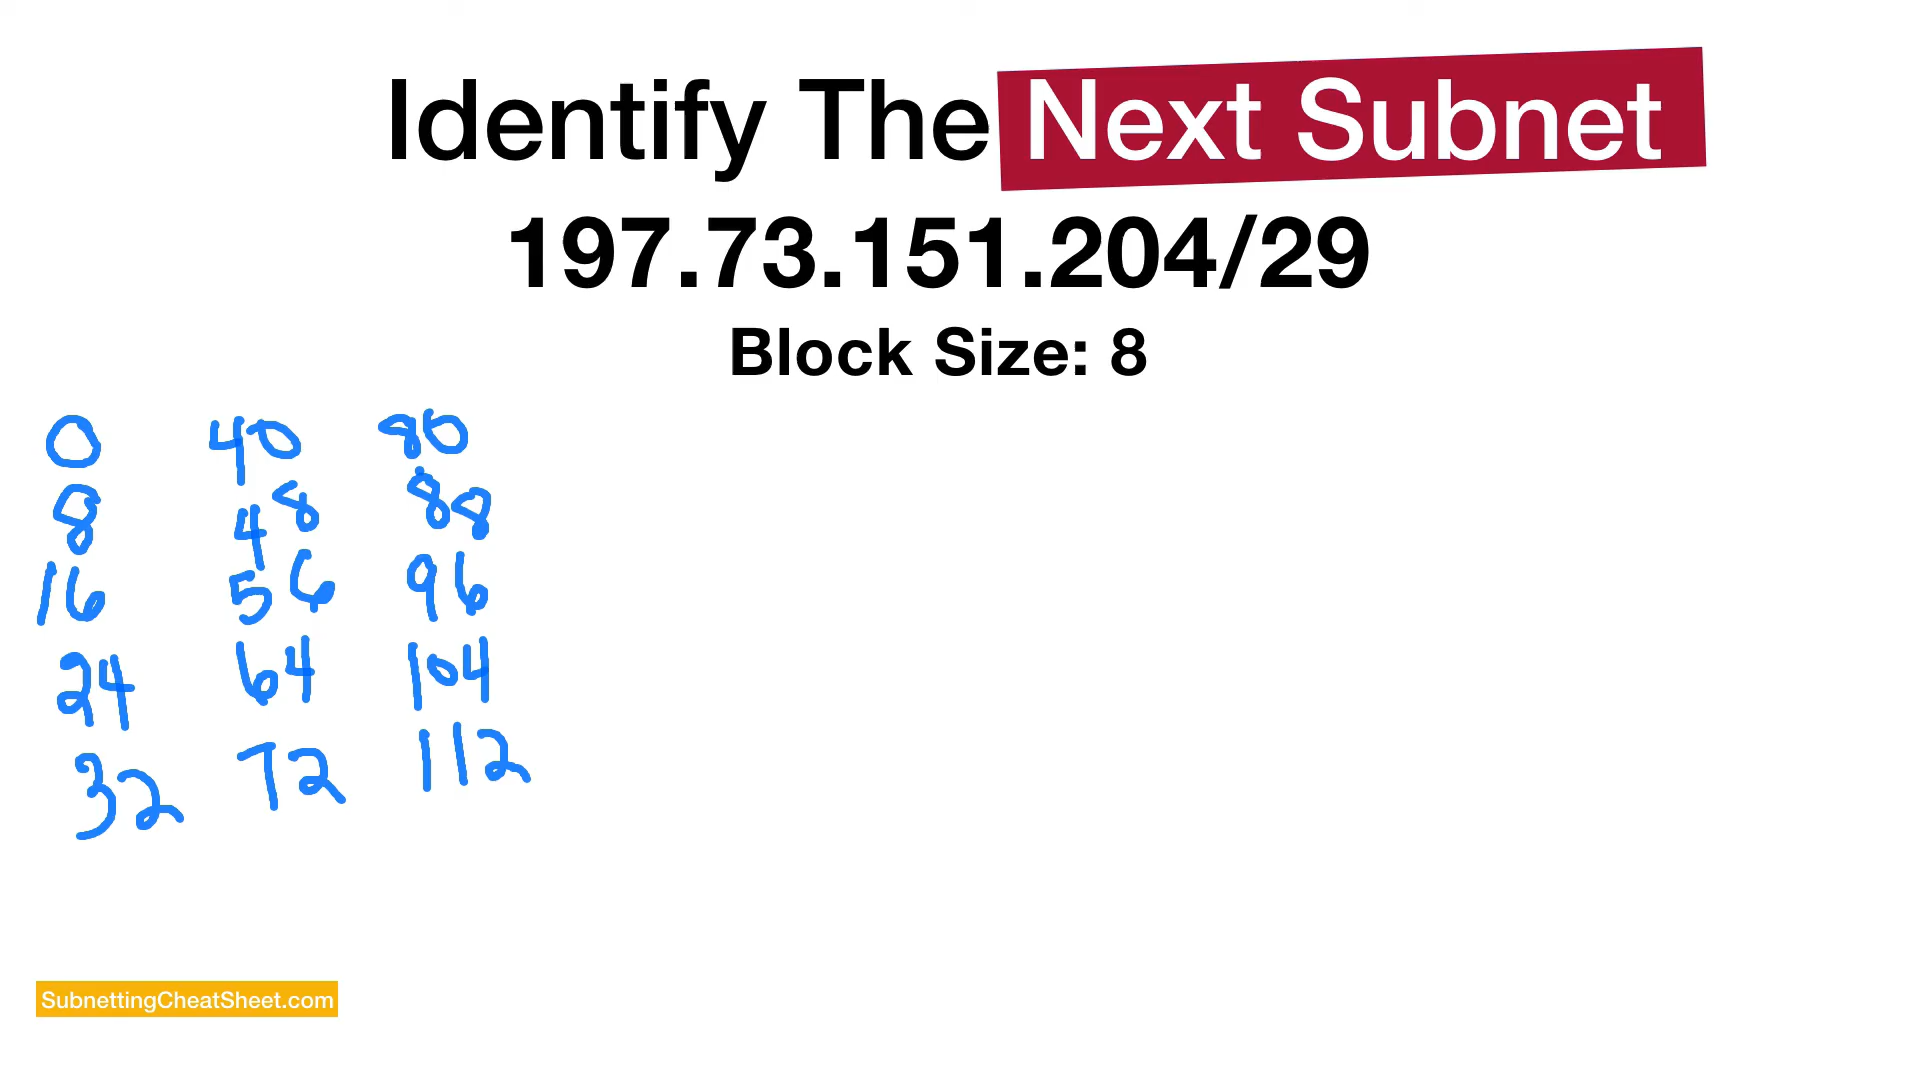 Identify The Next Subnet
197.73.151.204/29
Block Size: 8
0 40 80
8 48 88
16 56 96
24 64 104
32 72 112
SubnettingCheatSheet.com